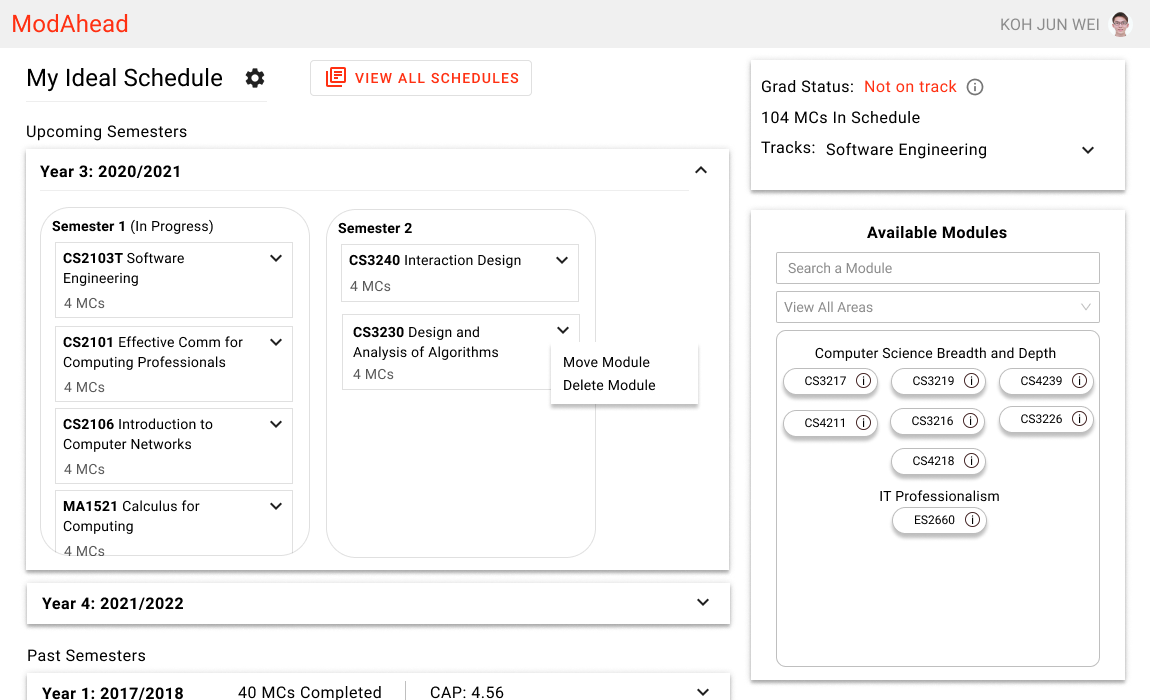 ModAhead
KOH JUN WEI
My Ideal Schedule
VIEW ALL SCHEDULES
Upcoming Semesters
Year 3: 2020/2021
Semester 1 (In Progress)
CS2103T Software
Engineering
4 MCs
CS2101 Effective Comm for
Computing Professionals
4 MCs
CS2106 Introduction to
Computer Networks
4 MCs
MA1521 Calculus for
Computing
4 MCs
Semester 2
CS3240 Interaction Design
4 MCs
CS3230 Design and
Analysis of Algorithms
4 MCs
Move Module
Delete Module
Year 4: 2021/2022
Past Semesters
Year 1: 2017/2018 40 MCs Completed CAP: 4.56
Grad Status: Not on track
104 MCs In Schedule
Tracks: Software Engineering
Available Modules
Search a Module
View All Areas
Computer Science Breadth and Depth
CS3217 CS3219 CS4239
CS4211 CS3216 CS3226
CS4218
IT Professionalism
ES2660